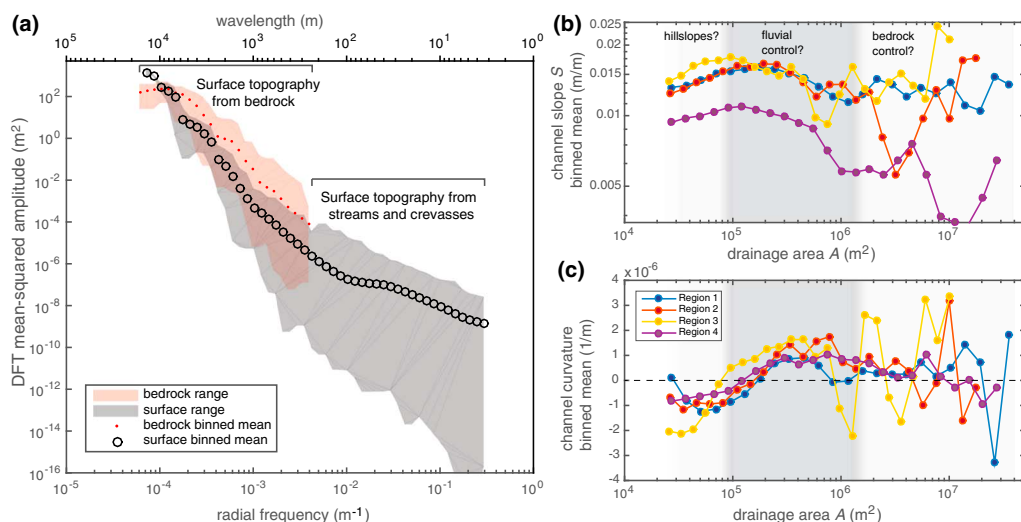 (a)
wavelength (m)
10^5 10^4 10^3 10^2 10^1 10^0
Surface topography
from bedrock
Surface topography from
streams and crevasses
DFT mean-squared amplitude (m^2)
10^2
10^0
10^-2
10^-4
10^-6
10^-8
10^-10
10^-12
10^-14
10^-16
bedrock range
surface range
bedrock binned mean
surface binned mean
10^-5 10^-4 10^-3 10^-2 10^-1 10^0
radial frequency (m^-1)
(b)
hillslopes?
fluvial
control?
bedrock
control?
channel slope S
binned mean (m/m)
0.025
0.02
0.015
0.01
0.005
10^4 10^5 10^6 10^7
drainage area A (m^2)
(c)
× 10^-6
Region 1
Region 2
Region 3
Region 4
channel curvature
binned mean (1/m)
4
3
2
1
0
-1
-2
-3
-4
10^4 10^5 10^6 10^7
drainage area A (m^2)